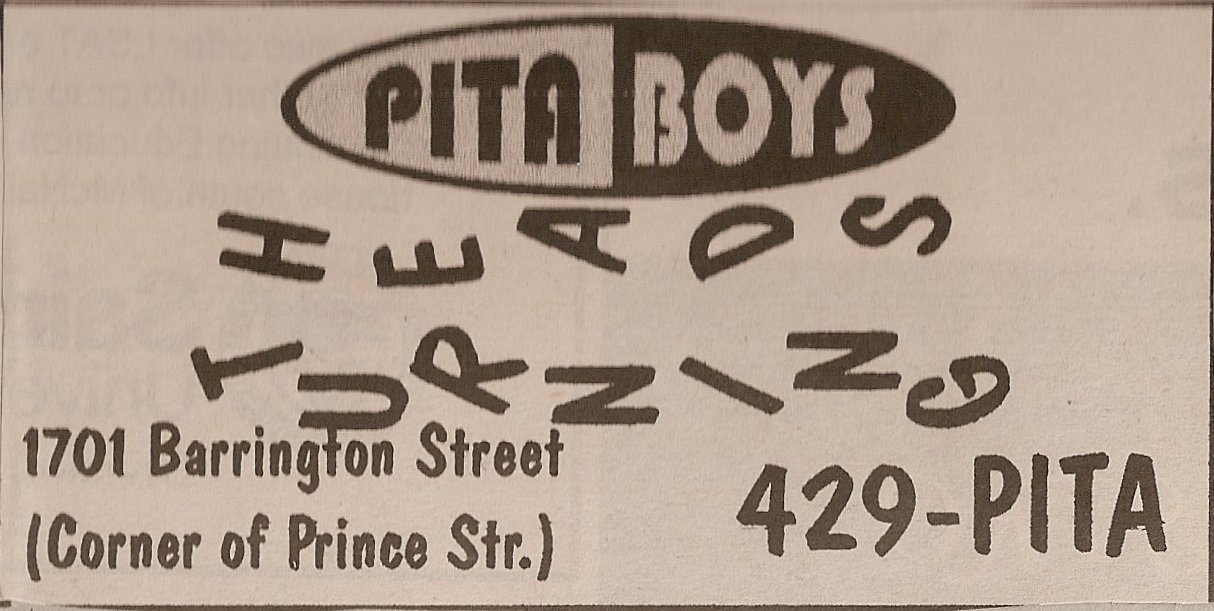 PITA BOYS
HEADS
TURNING
1701 Barrington Street
(Corner of Prince Str.)
429-PITA